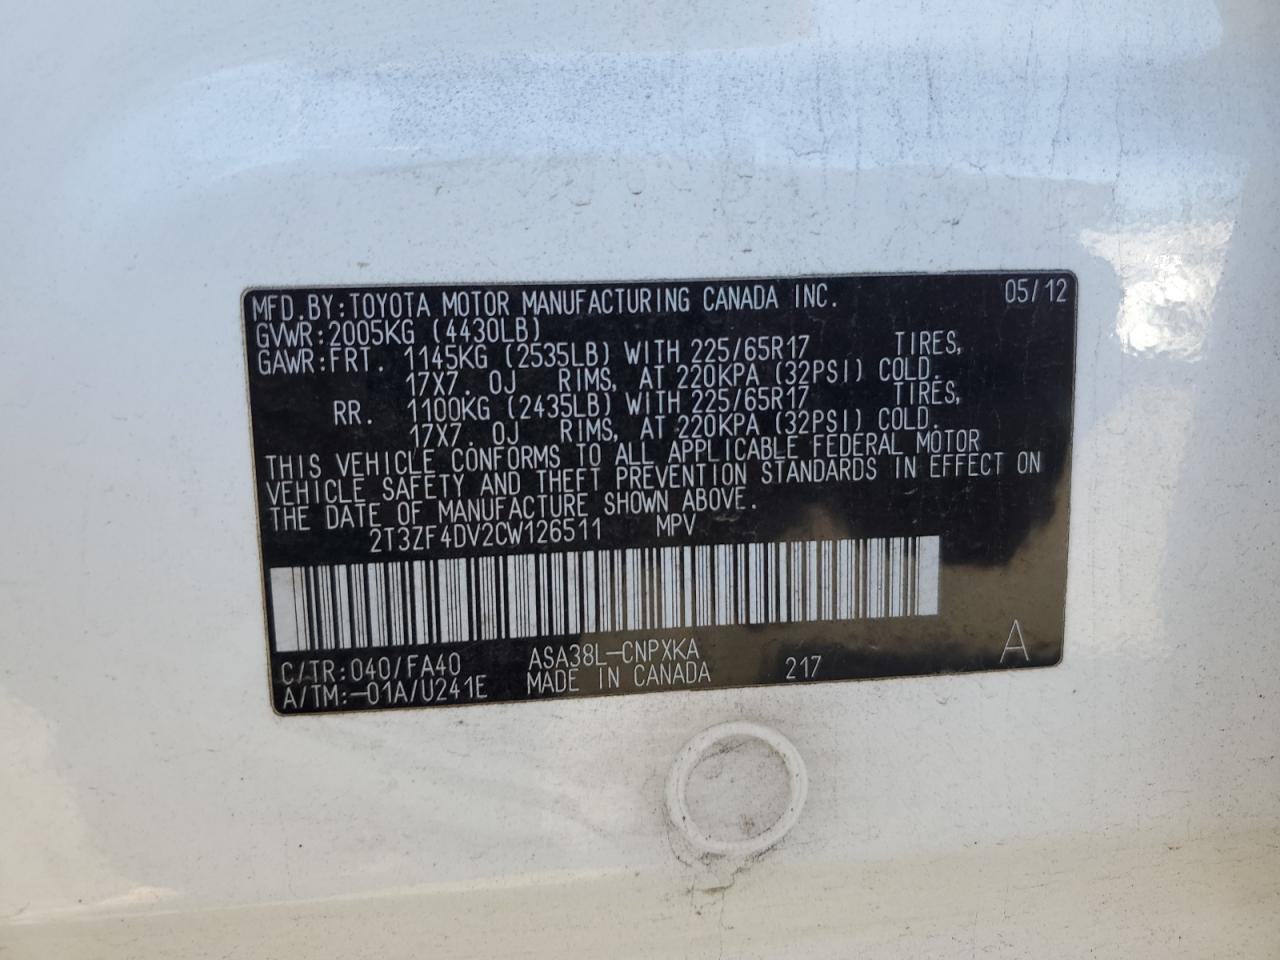 MFD.BY:TOYOTA MOTOR MANUFACTURING CANADA INC. 05/12
GVWR:2005KG (4430LB)
GAWR:FRT. 1145KG (2535LB) WITH 225/65R17 TIRES,
17X7.0J RIMS, AT 220KPA (32PSI) COLD.
RR. 1100KG (2435LB) WITH 225/65R17 TIRES,
17X7.0J RIMS, AT 220KPA (32PSI) COLD.
THIS VEHICLE CONFORMS TO ALL APPLICABLE FEDERAL MOTOR
VEHICLE SAFETY AND THEFT PREVENTION STANDARDS IN EFFECT ON
THE DATE OF MANUFACTURE SHOWN ABOVE.
2T3ZF4DV2CW126511 MPV
C/TR:040/FA40 ASA38L-CNPXKA
A/TM:-01A/U241E MADE IN CANADA 217 A